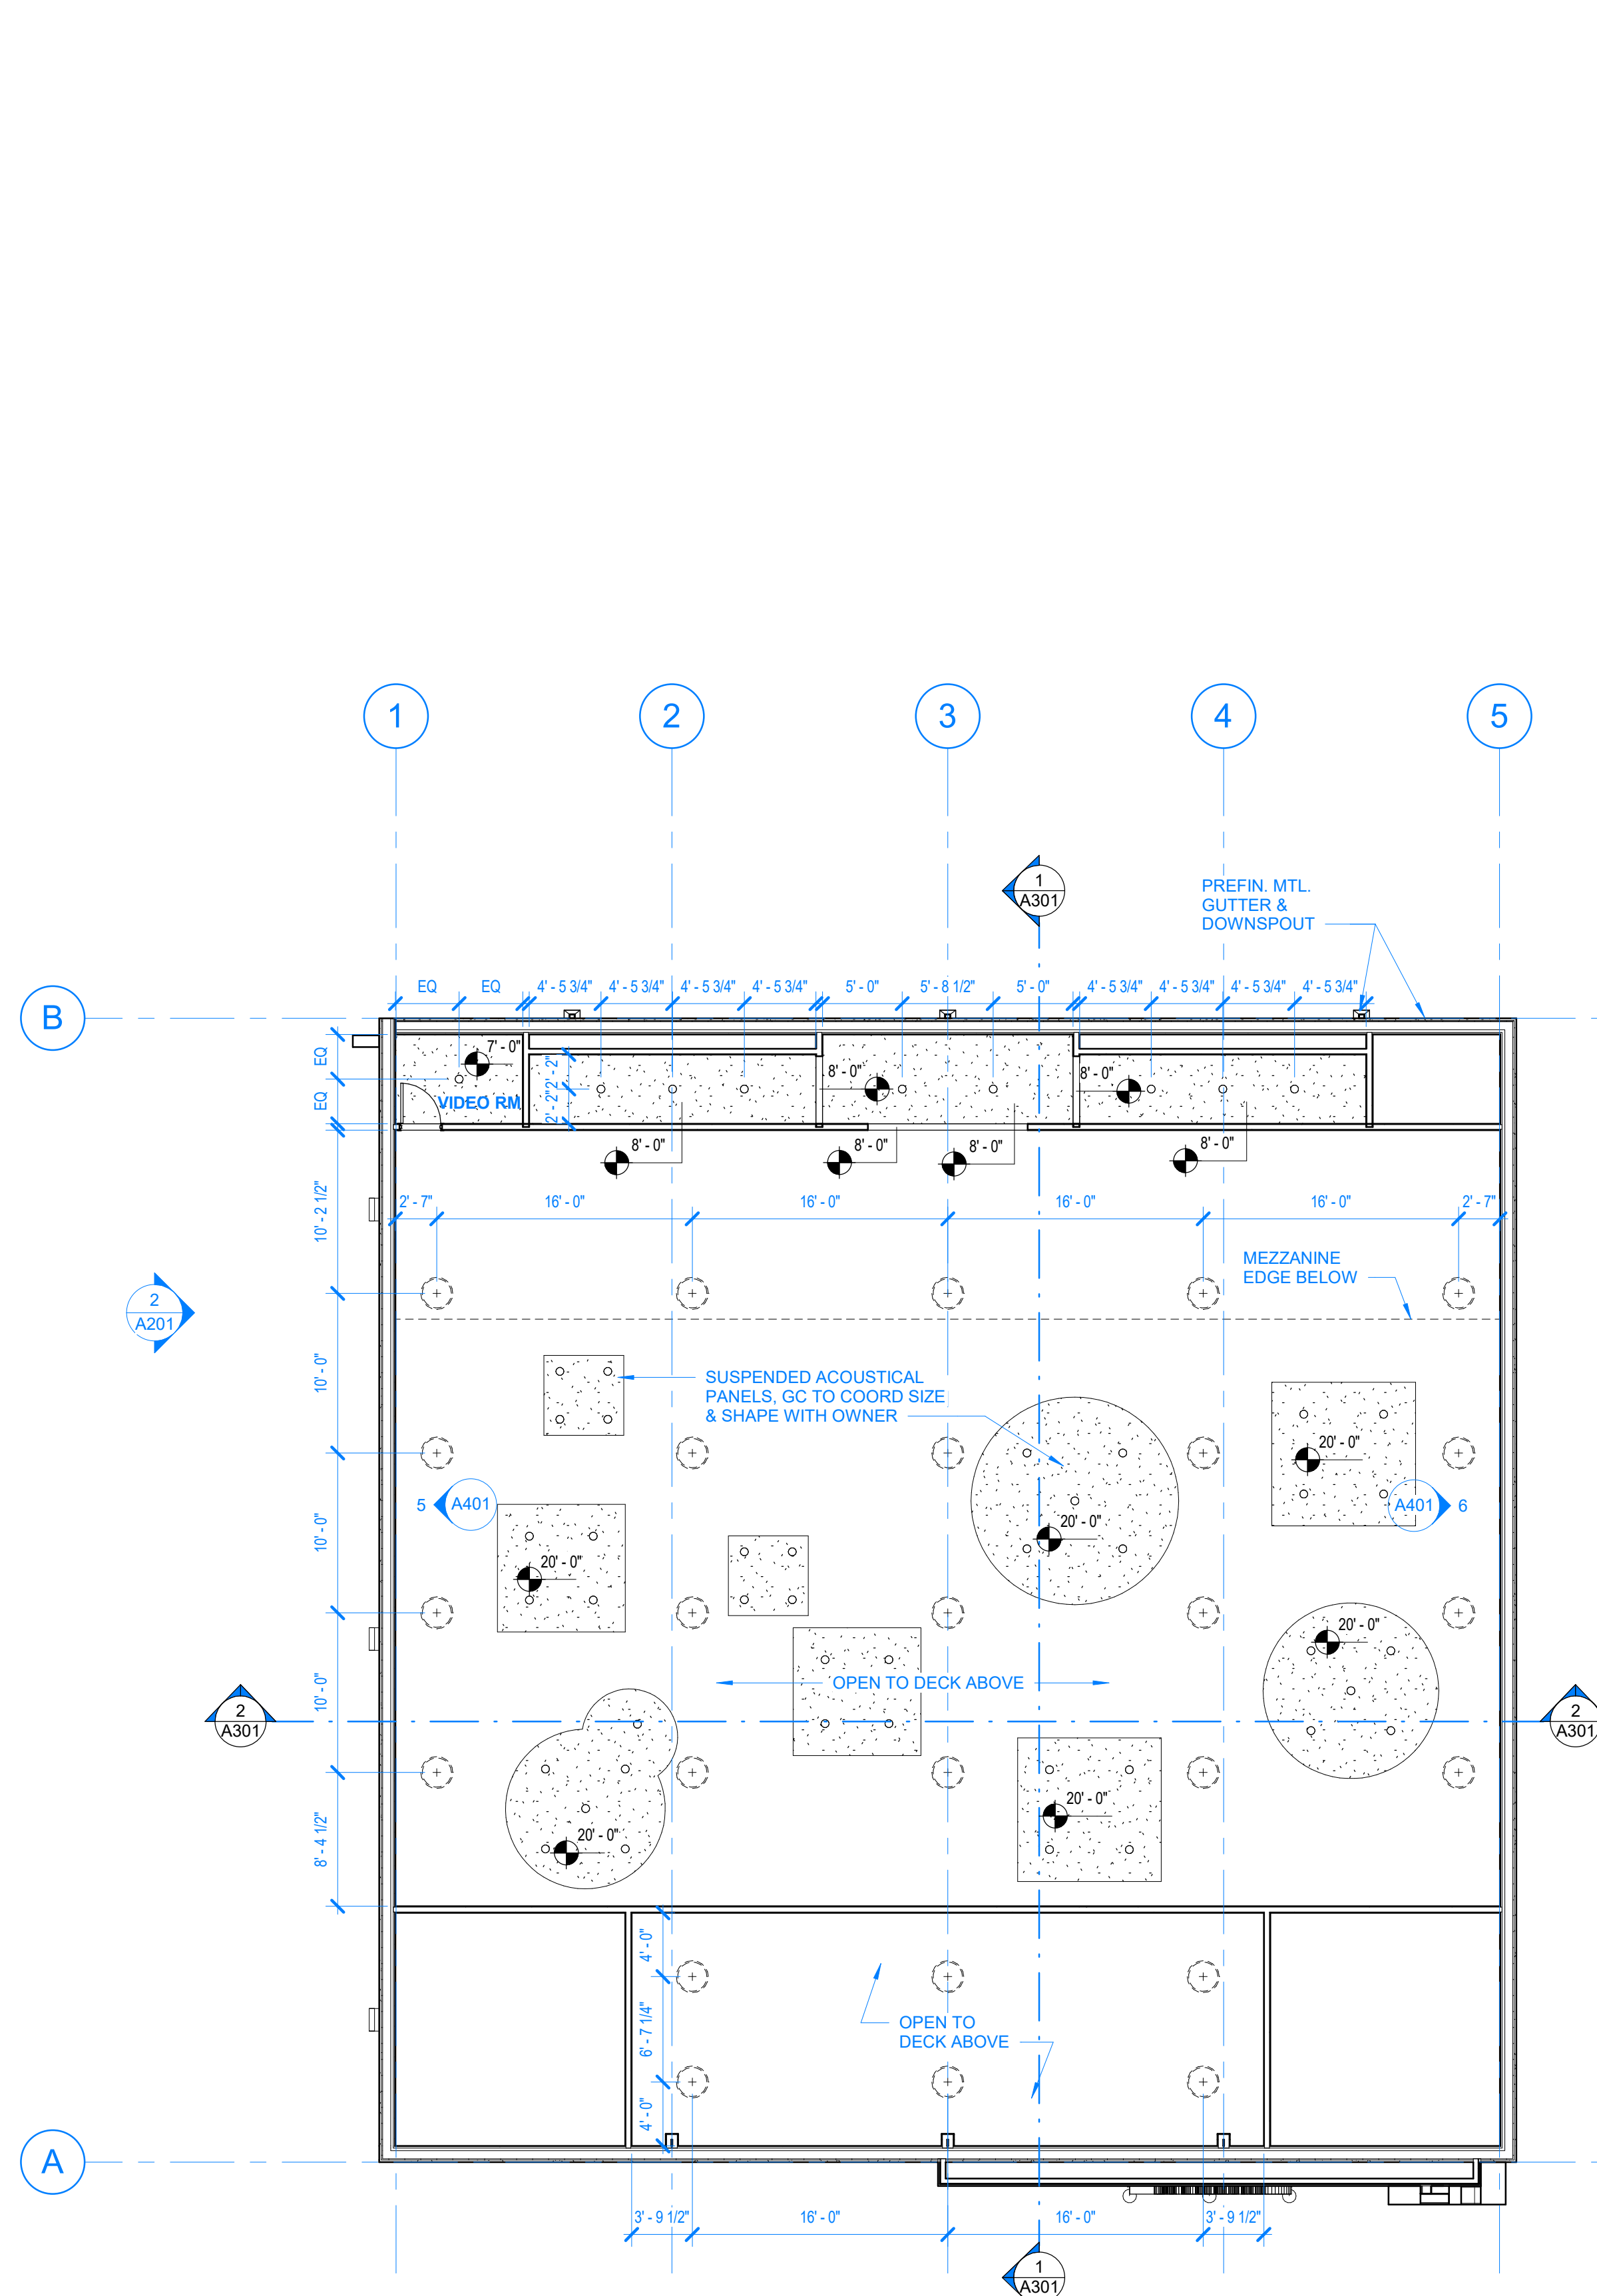 1 2 3 4 5
1
A301
PREFIN. MTL.
GUTTER &
DOWNSPOUT
B
EQ EQ 4' - 5 3/4" 4' - 5 3/4" 4' - 5 3/4" 4' - 5 3/4" 5' - 0" 5' - 8 1/2" 5' - 0" 4' - 5 3/4" 4' - 5 3/4" 4' - 5 3/4" 4' - 5 3/4"
EQ
EQ
7' - 0"
VIDEO RM
2' - 2"
2' - 2"
8' - 0"
8' - 0"
8' - 0" 8' - 0" 8' - 0" 8' - 0"
10' - 2 1/2"
2' - 7" 16' - 0" 16' - 0" 16' - 0" 16' - 0" 2' - 7"
MEZZANINE
EDGE BELOW
2
A201
10' - 0"
SUSPENDED ACOUSTICAL
PANELS, GC TO COORD SIZE
& SHAPE WITH OWNER
20' - 0"
5 A401
A401 6
20' - 0"
10' - 0"
20' - 0"
20' - 0"
10' - 0"
OPEN TO DECK ABOVE
2
A301
2
A301
20' - 0"
8' - 4 1/2"
20' - 0"
4' - 0"
6' - 7 1/4"
OPEN TO
DECK ABOVE
4' - 0"
A
3' - 9 1/2" 16' - 0" 16' - 0" 3' - 9 1/2"
1
A301